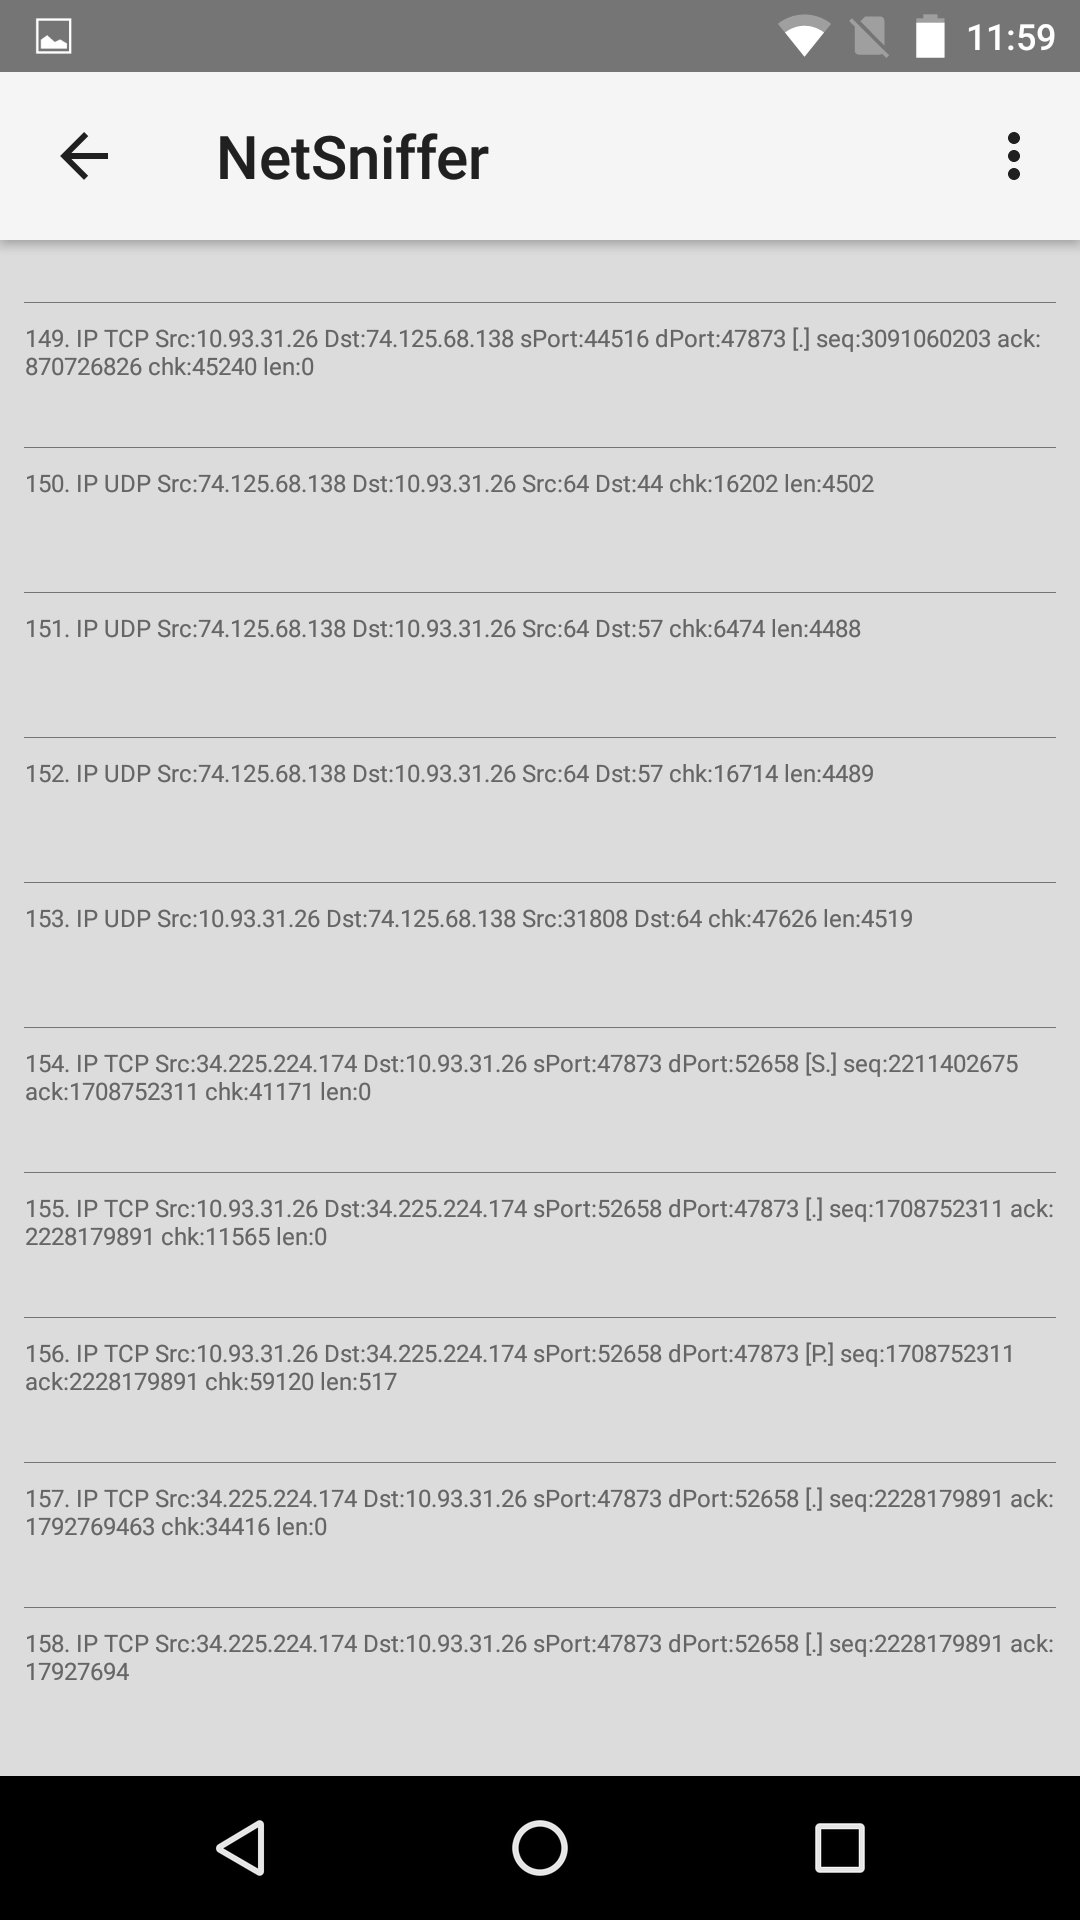 11:59
NetSniffer
149. IP TCP Src:10.93.31.26 Dst:74.125.68.138 sPort:44516 dPort:47873 [.] seq:3091060203 ack:
870726826 chk:45240 len:0
150. IP UDP Src:74.125.68.138 Dst:10.93.31.26 Src:64 Dst:44 chk:16202 len:4502
151. IP UDP Src:74.125.68.138 Dst:10.93.31.26 Src:64 Dst:57 chk:6474 len:4488
152. IP UDP Src:74.125.68.138 Dst:10.93.31.26 Src:64 Dst:57 chk:16714 len:4489
153. IP UDP Src:10.93.31.26 Dst:74.125.68.138 Src:31808 Dst:64 chk:47626 len:4519
154. IP TCP Src:34.225.224.174 Dst:10.93.31.26 sPort:47873 dPort:52658 [S.] seq:2211402675
ack:1708752311 chk:41171 len:0
155. IP TCP Src:10.93.31.26 Dst:34.225.224.174 sPort:52658 dPort:47873 [.] seq:1708752311 ack:
2228179891 chk:11565 len:0
156. IP TCP Src:10.93.31.26 Dst:34.225.224.174 sPort:52658 dPort:47873 [P.] seq:1708752311
ack:2228179891 chk:59120 len:517
157. IP TCP Src:34.225.224.174 Dst:10.93.31.26 sPort:47873 dPort:52658 [.] seq:2228179891 ack:
1792769463 chk:34416 len:0
158. IP TCP Src:34.225.224.174 Dst:10.93.31.26 sPort:47873 dPort:52658 [.] seq:2228179891 ack:
17927694